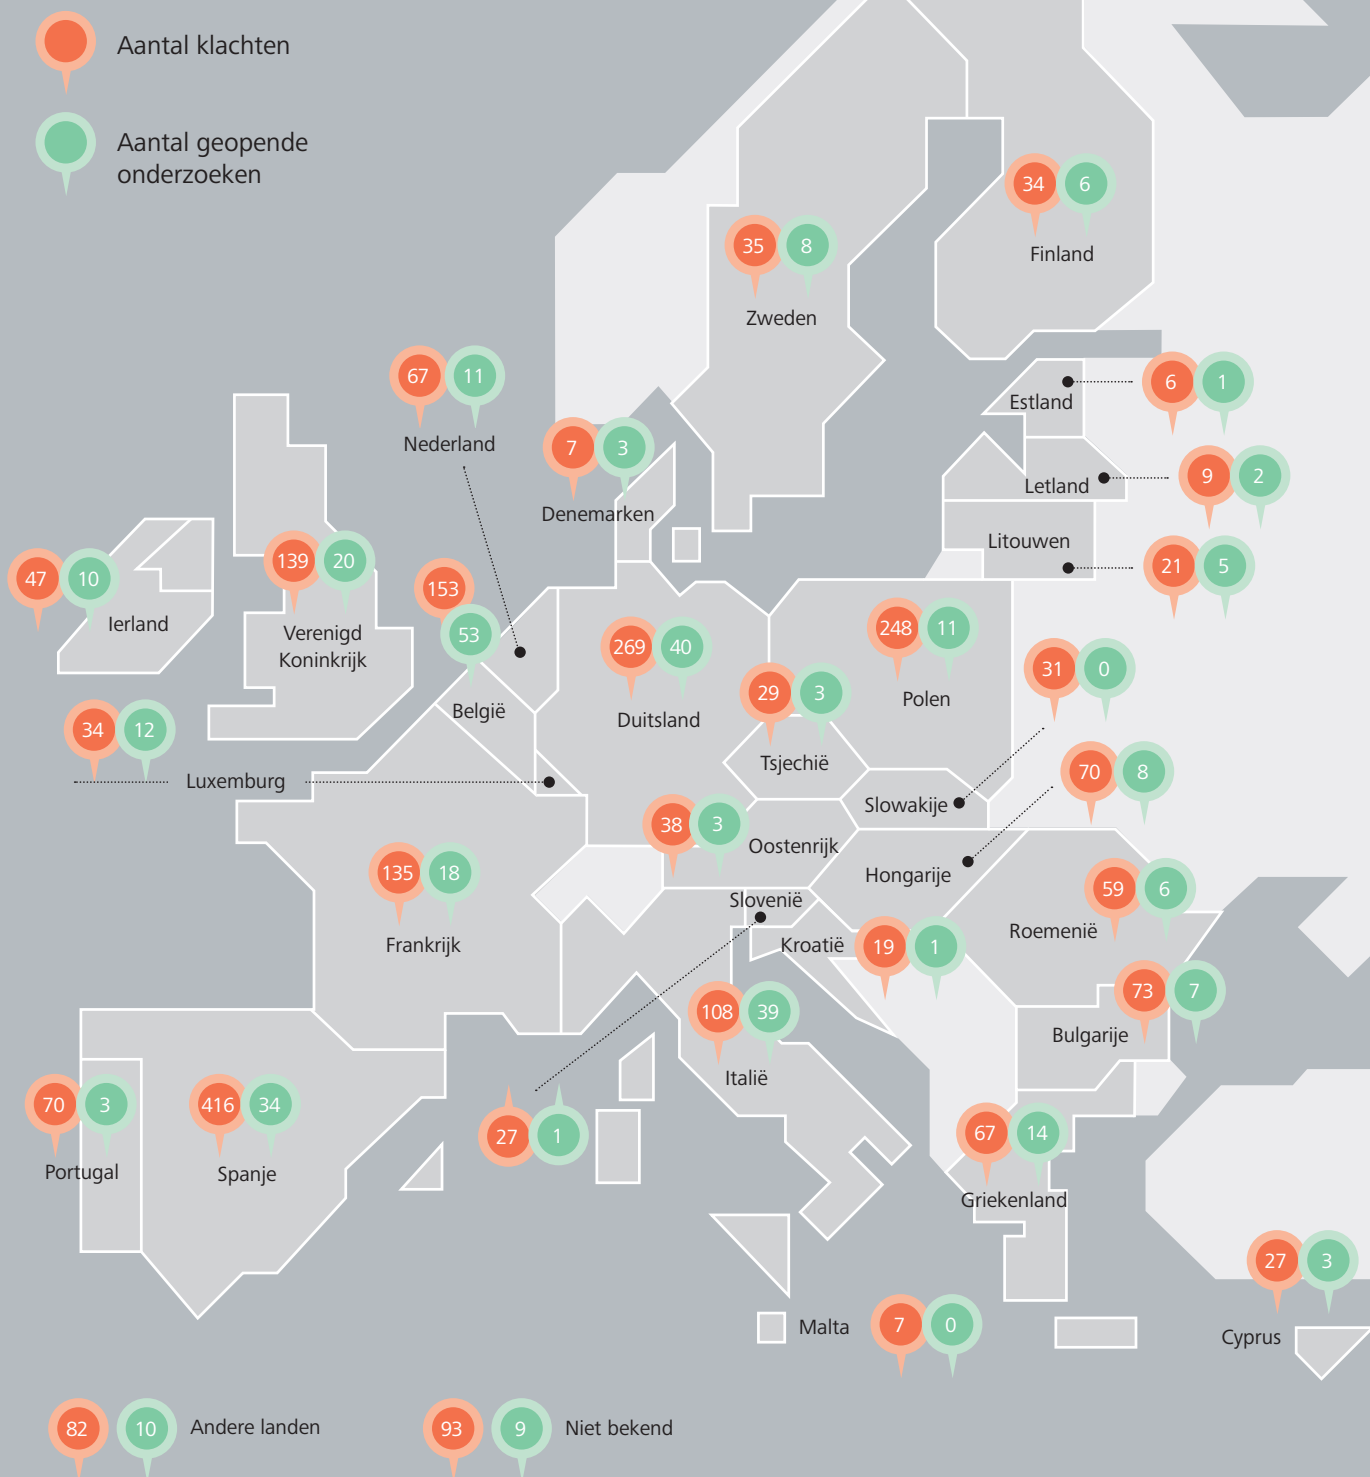 Aantal klachten
Aantal geopende
onderzoeken
34 6
Finland
35 8
Zweden
67 11
Nederland
6 1
Estland
7 3
Denemarken
9 2
Letland
Litouwen
21 5
47 10
Ierland
139 20
Verenigd
Koninkrijk
153
53
België
269 40
Duitsland
248 11
Polen
29 3
Tsjechië
31 0
Slowakije
34 12
Luxemburg
70 8
Hongarije
38 3
Oostenrijk
135 18
Frankrijk
Slovenië
27 1
Kroatië
19 1
59 6
Roemenië
73 7
Bulgarije
108 39
Italië
70 3
Portugal
416 34
Spanje
67 14
Griekenland
27 3
Cyprus
Malta
7 0
82 10 Andere landen
93 9 Niet bekend